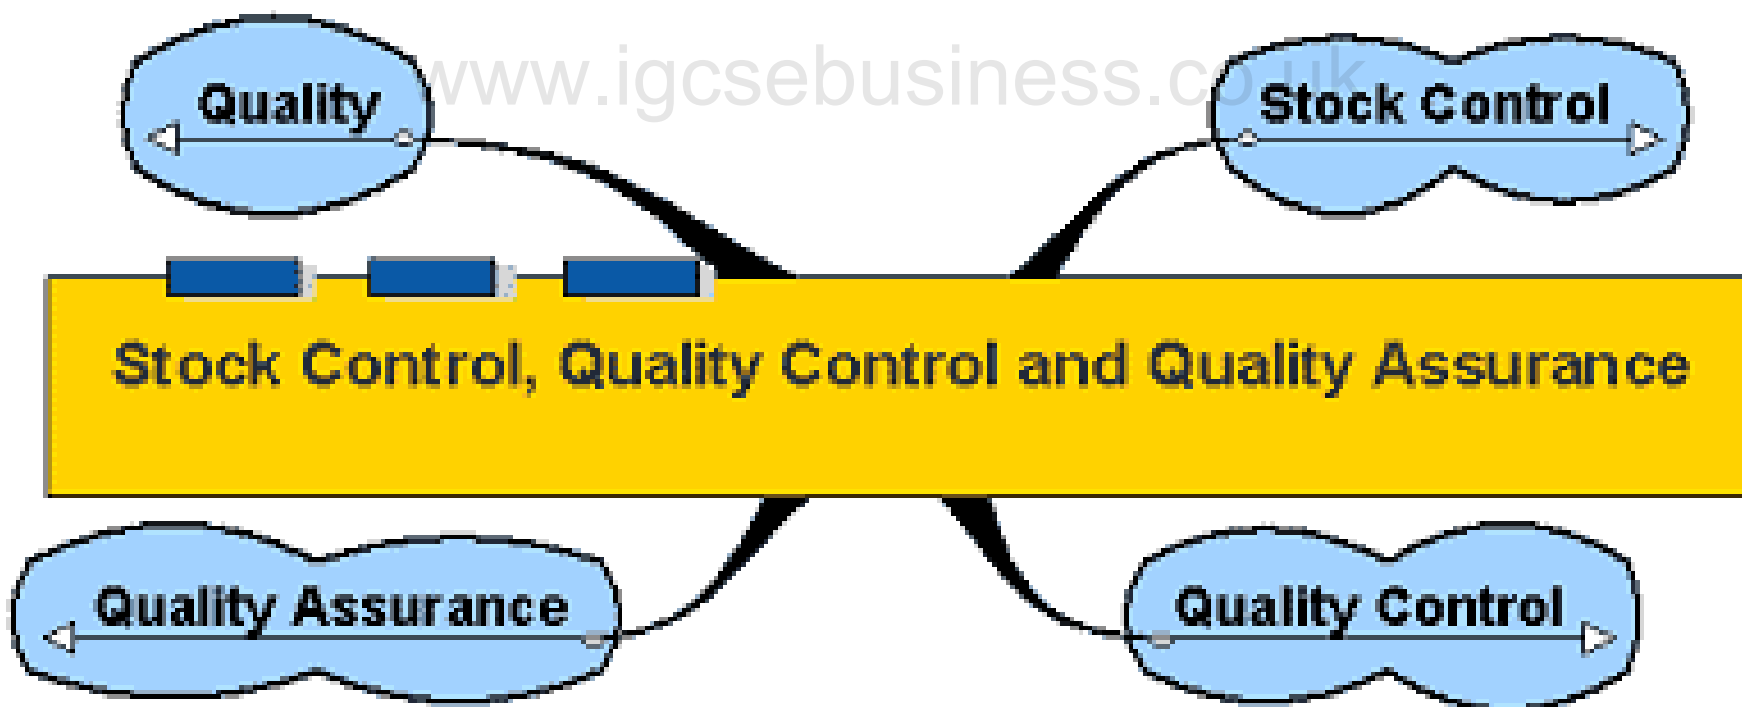 www.igcsebusiness.co.uk
Quality
Stock Control
Stock Control, Quality Control and Quality Assurance
Quality Assurance
Quality Control